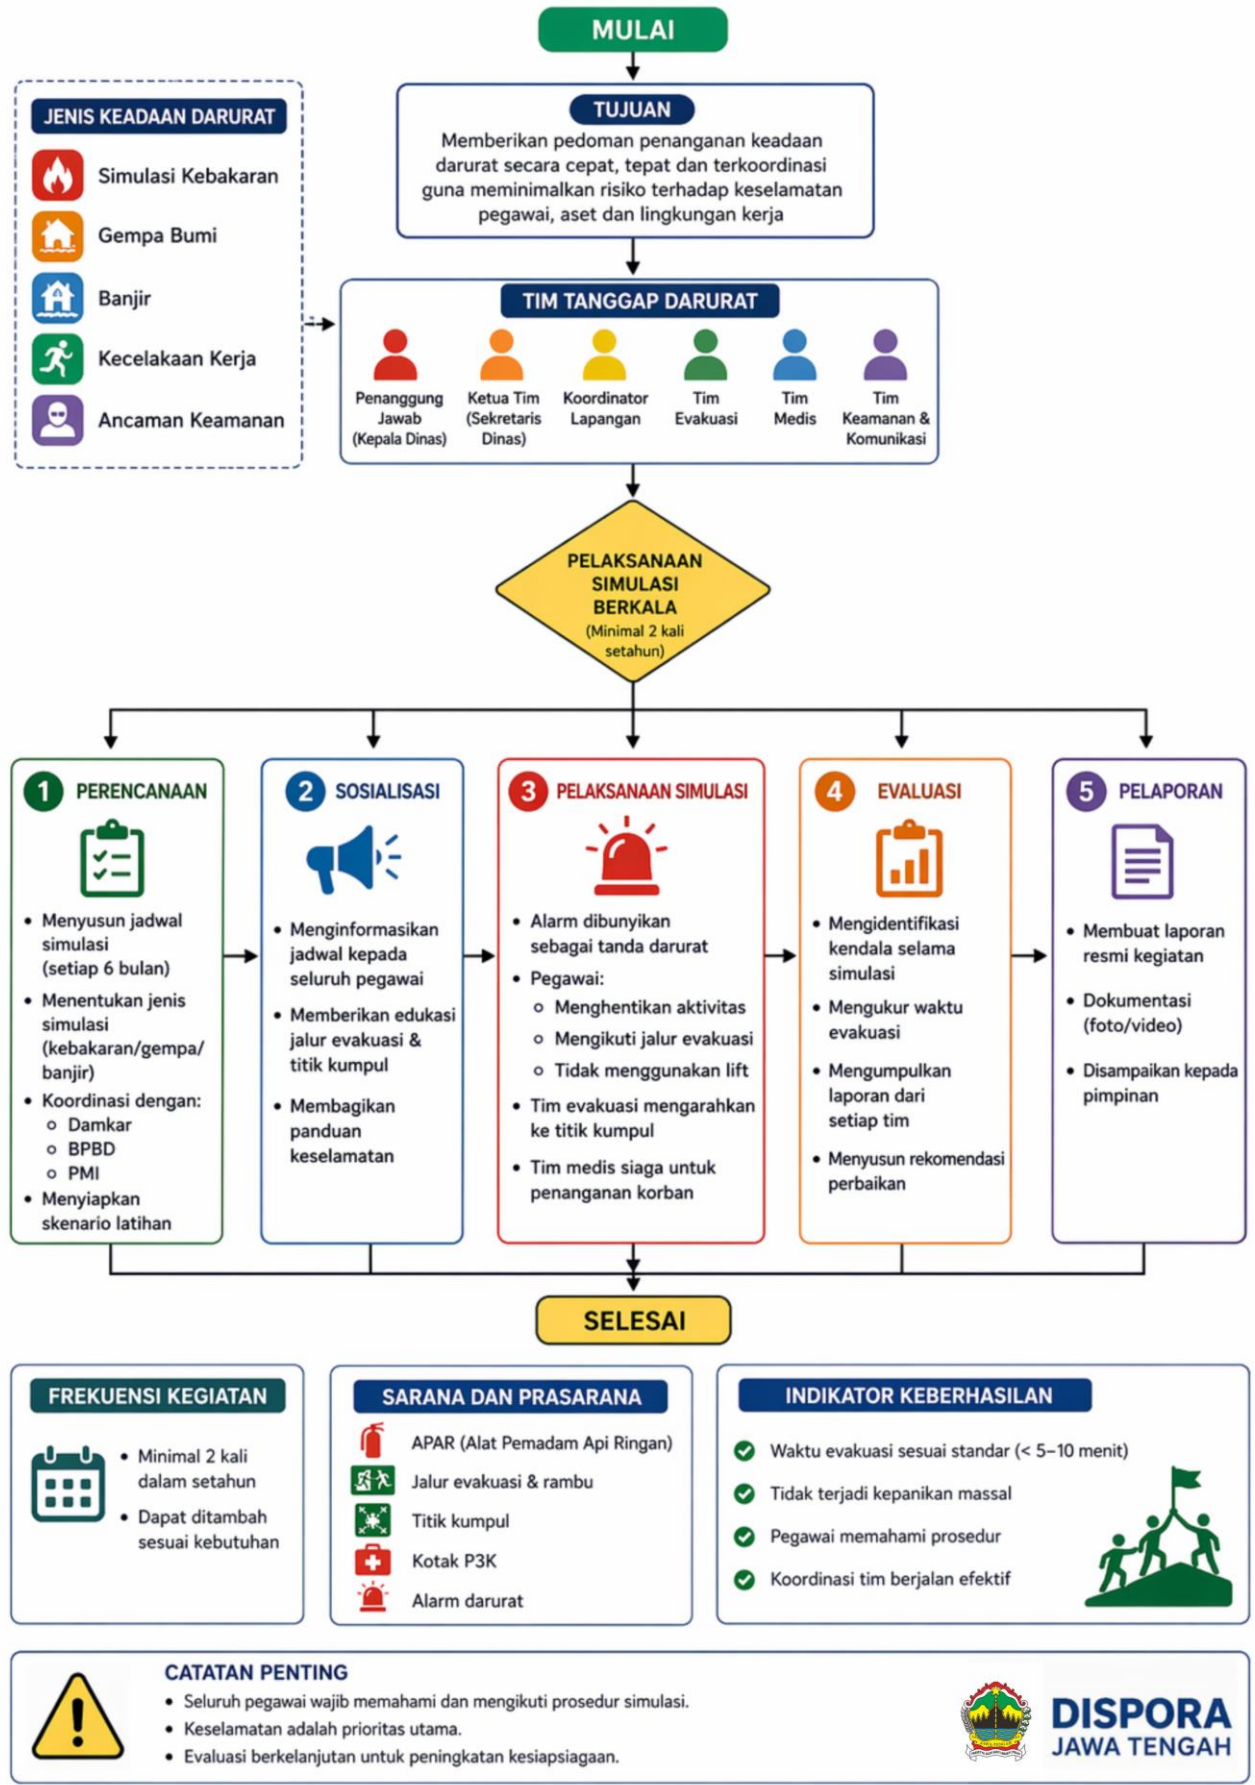 MULAI
JENIS KEADAAN DARURAT
Simulasi Kebakaran
Gempa Bumi
Banjir
Kecelakaan Kerja
Ancaman Keamanan
TUJUAN
Memberikan pedoman penanganan keadaan
darurat secara cepat, tepat dan terkoordinasi
guna meminimalkan risiko terhadap keselamatan
pegawai, aset dan lingkungan kerja
TIM TANGGAP DARURAT
Penanggung
Jawab
(Kepala Dinas)
Ketua Tim
(Sekretaris
Dinas)
Koordinator
Lapangan
Tim
Evakuasi
Tim
Medis
Tim
Keamanan &
Komunikasi
PELAKSANAAN
SIMULASI
BERKALA
(Minimal 2 kali
setahun)
1 PERENCANAAN
• Menyusun jadwal
simulasi
(setiap 6 bulan)
• Menentukan jenis
simulasi
(kebakaran/gempa/
banjir)
• Koordinasi dengan:
o Damkar
o BPBD
o PMI
• Menyiapkan
skenario latihan
2 SOSIALISASI
• Menginformasikan
jadwal kepada
seluruh pegawai
• Memberikan edukasi
jalur evakuasi &
titik kumpul
• Membagikan
panduan
keselamatan
3 PELAKSANAAN SIMULASI
• Alarm dibunyikan
sebagai tanda darurat
• Pegawai:
o Menghentikan aktivitas
o Mengikuti jalur evakuasi
o Tidak menggunakan lift
• Tim evakuasi mengarahkan
ke titik kumpul
• Tim medis siaga untuk
penanganan korban
4 EVALUASI
• Mengidentifikasi
kendala selama
simulasi
• Mengukur waktu
evakuasi
• Mengumpulkan
laporan dari
setiap tim
• Menyusun rekomendasi
perbaikan
5 PELAPORAN
• Membuat laporan
resmi kegiatan
• Dokumentasi
(foto/video)
• Disampaikan kepada
pimpinan
SELESAI
FREKUENSI KEGIATAN
• Minimal 2 kali
dalam setahun
• Dapat ditambah
sesuai kebutuhan
SARANA DAN PRASARANA
APAR (Alat Pemadam Api Ringan)
Jalur evakuasi & rambu
Titik kumpul
Kotak P3K
Alarm darurat
INDIKATOR KEBERHASILAN
Waktu evakuasi sesuai standar (< 5–10 menit)
Tidak terjadi kepanikan massal
Pegawai memahami prosedur
Koordinasi tim berjalan efektif
CATATAN PENTING
• Seluruh pegawai wajib memahami dan mengikuti prosedur simulasi.
• Keselamatan adalah prioritas utama.
• Evaluasi berkelanjutan untuk peningkatan kesiapsiagaan.
DISPORA
JAWA TENGAH